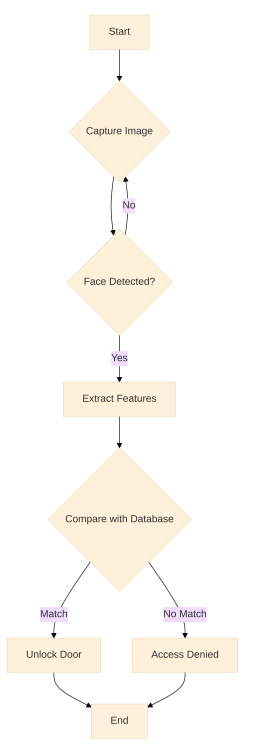 Start
Capture Image
No
Face Detected?
Yes
Extract Features
Compare with Database
Match
No Match
Unlock Door
Access Denied
End